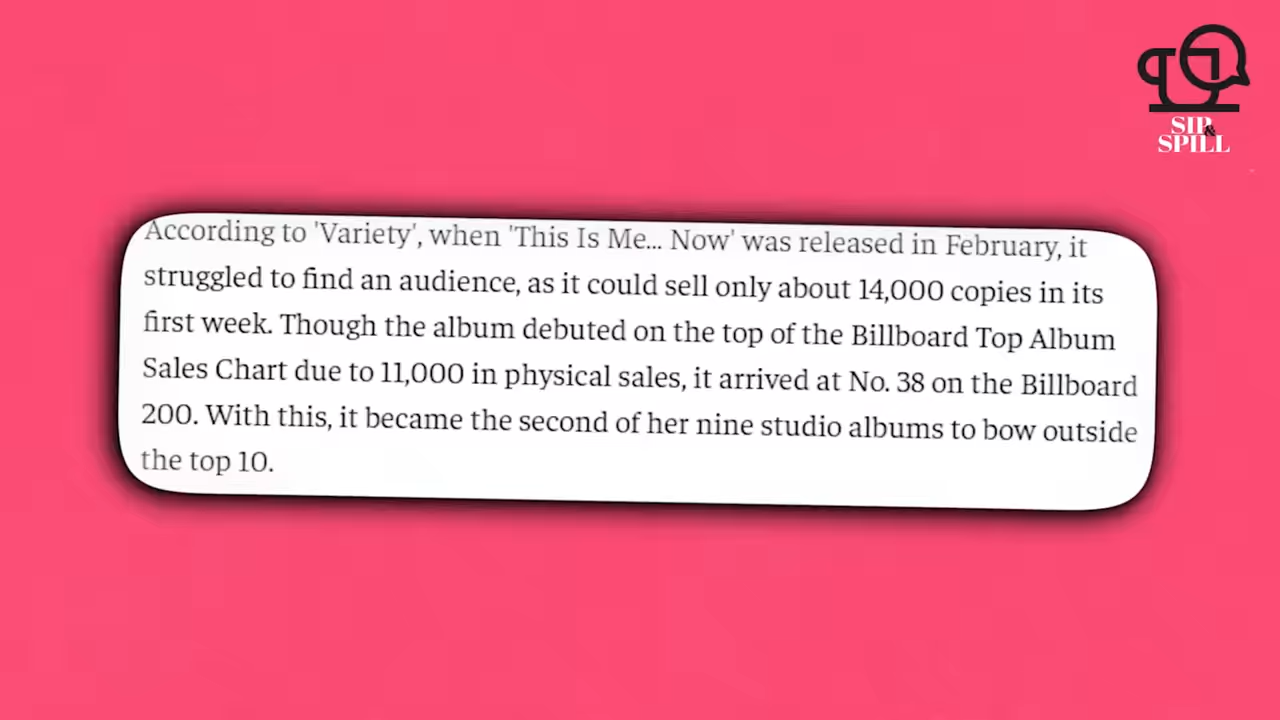 SIP
&
SPILL
According to 'Variety', when 'This Is Me... Now' was released in February, it
struggled to find an audience, as it could sell only about 14,000 copies in its
first week. Though the album debuted on the top of the Billboard Top Album
Sales Chart due to 11,000 in physical sales, it arrived at No. 38 on the Billboard
200. With this, it became the second of her nine studio albums to bow outside
the top 10.